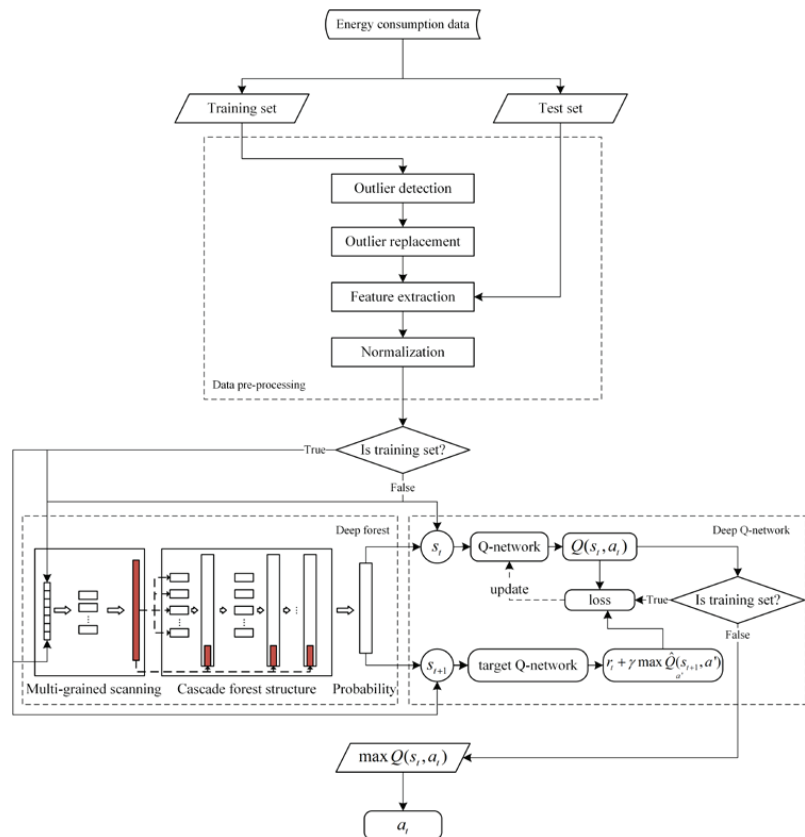 Energy consumption data
Training set
Test set
Outlier detection
Outlier replacement
Feature extraction
Normalization
Data pre-processing
Is training set?
True
False
Deep forest
Deep Q-network
s_t
Q-network
Q(s_t, a_t)
update
loss
True
Is training set?
False
s_{t+1}
target Q-network
r_t + γ max_{a'} Q̂(s_{t+1}, a')
Multi-grained scanning
Cascade forest structure
Probability
max Q(s_t, a_t)
a_t